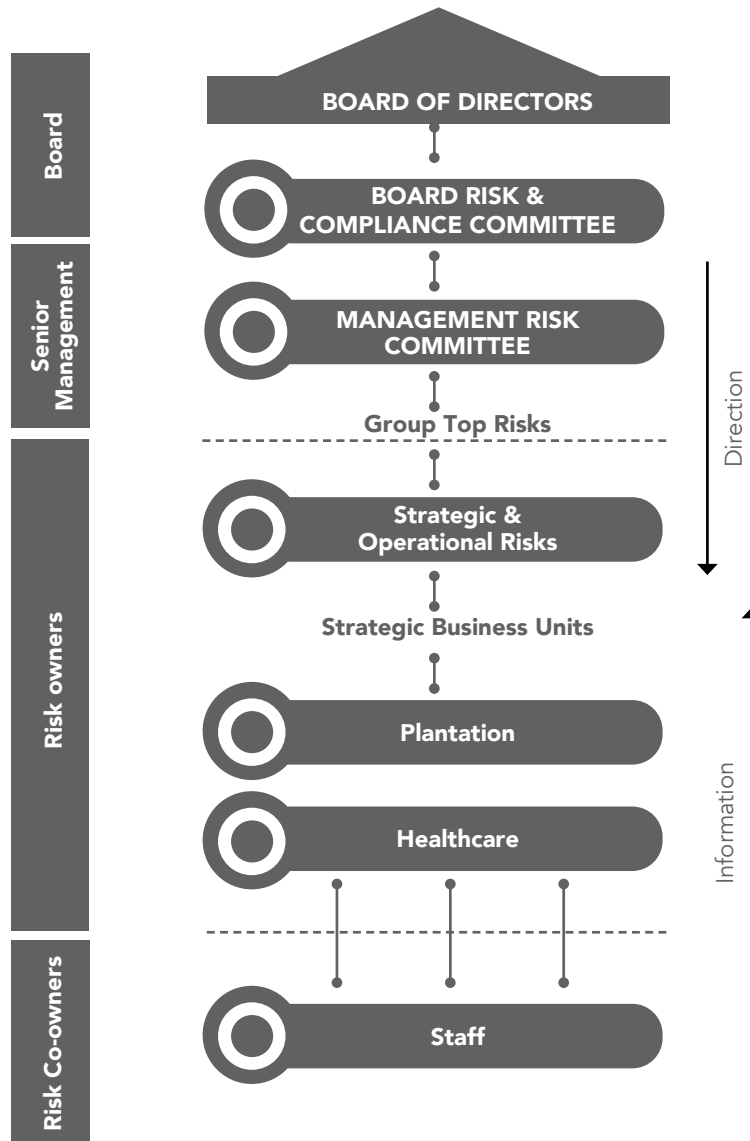 Board
BOARD OF DIRECTORS
BOARD RISK &
COMPLIANCE COMMITTEE
Senior
Management
MANAGEMENT RISK
COMMITTEE
Group Top Risks
Direction
Risk owners
Strategic &
Operational Risks
Strategic Business Units
Plantation
Information
Healthcare
Risk Co-owners
Staff